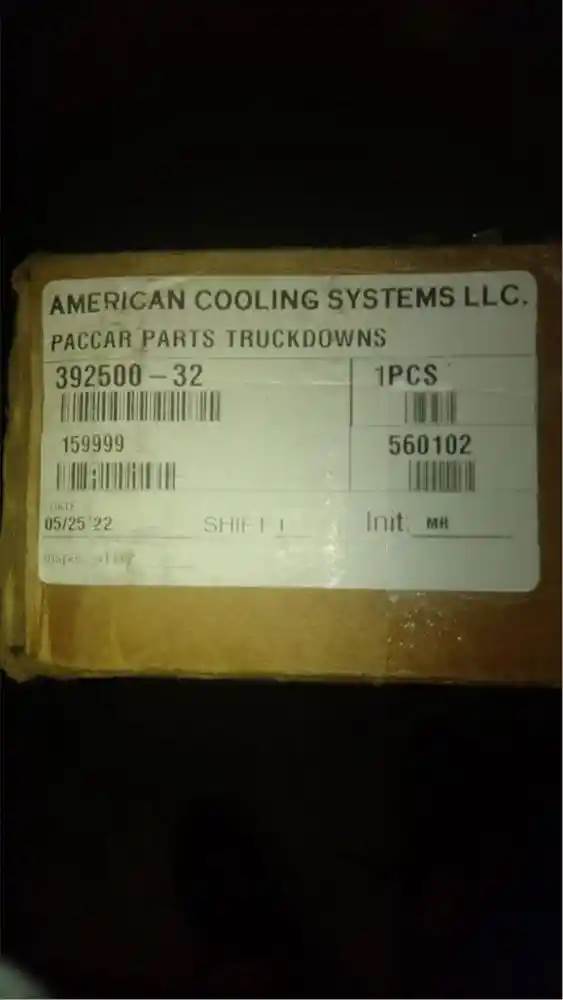 AMERICAN COOLING SYSTEMS LLC.
PACCAR PARTS TRUCKDOWNS
392500-32 1PCS
159999 560102
05/25 22 SHIFT 1 Init: MR